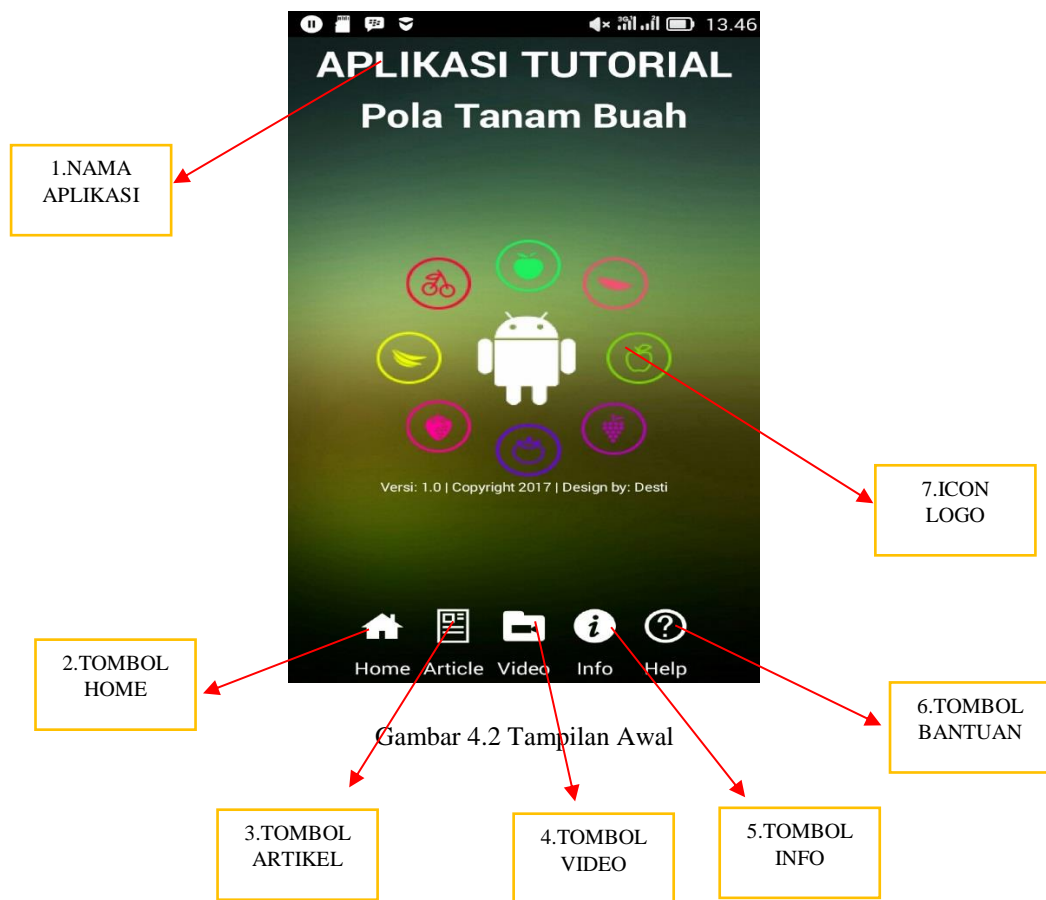 13.46
APLIKASI TUTORIAL
Pola Tanam Buah
1.NAMA
APLIKASI
Versi: 1.0 | Copyright 2017 | Design by: Desti
7.ICON
LOGO
Home Article Video Info Help
2.TOMBOL
HOME
6.TOMBOL
BANTUAN
Gambar 4.2 Tampilan Awal
3.TOMBOL
ARTIKEL
4.TOMBOL
VIDEO
5.TOMBOL
INFO